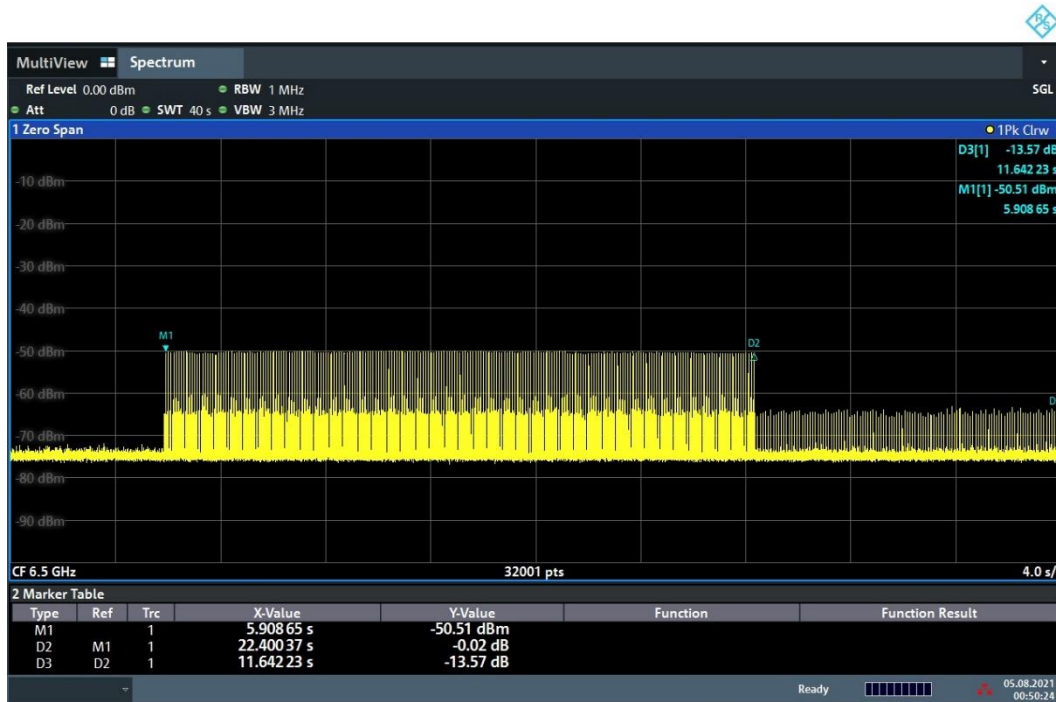 R&S
MultiView Spectrum
Ref Level 0.00 dBm RBW 1 MHz SGL
Att 0 dB SWT 40 s VBW 3 MHz
1 Zero Span 1Pk Clrw
D3[1] -13.57 dB
11.642 23 s
M1[1] -50.51 dBm
5.908 65 s
-10 dBm
-20 dBm
-30 dBm
-40 dBm
M1
D2
-50 dBm
-60 dBm
D
-70 dBm
-80 dBm
-90 dBm
CF 6.5 GHz 32001 pts 4.0 s/
2 Marker Table
Type Ref Trc X-Value Y-Value Function Function Result
M1 1 5.908 65 s -50.51 dBm
D2 M1 1 22.400 37 s -0.02 dB
D3 D2 1 11.642 23 s -13.57 dB
Ready 05.08.2021
00:50:24